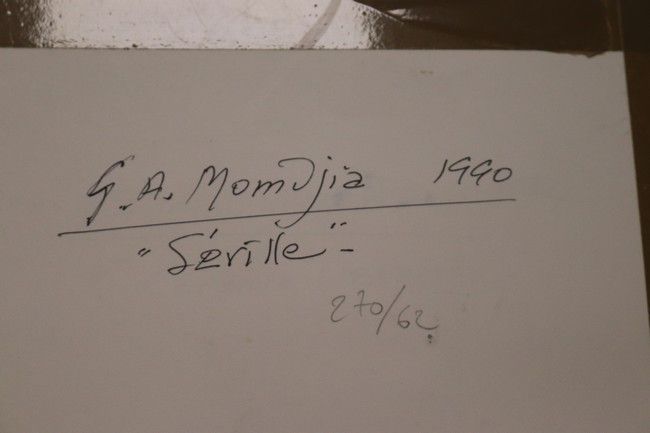 G. A. Momdjia 1990
"Séville" -
270/62.